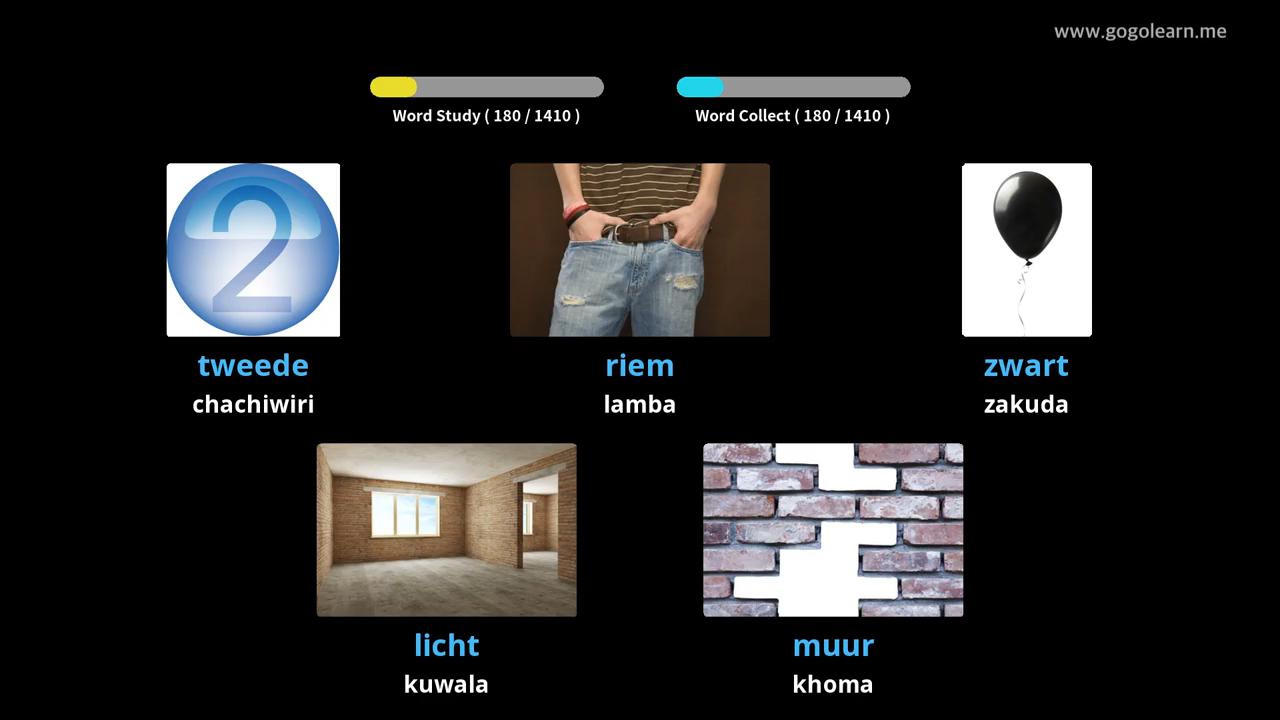 www.gogolearn.me
Word Study ( 180 / 1410 )
Word Collect ( 180 / 1410 )
2
tweede
chachiwiri
riem
lamba
zwart
zakuda
licht
kuwala
muur
khoma